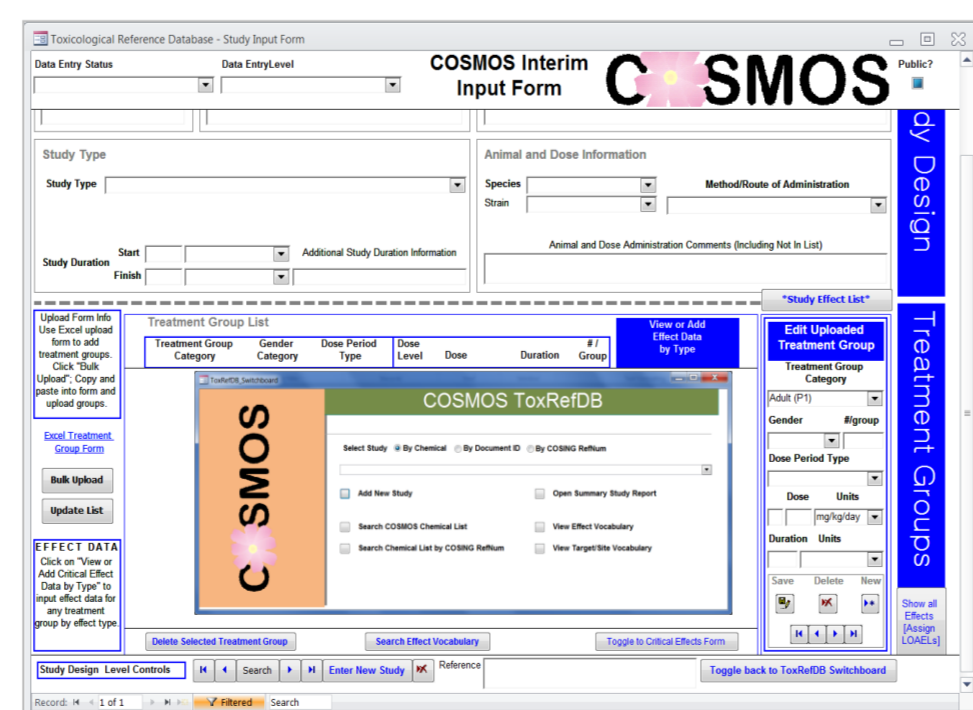 Toxicological Reference Database - Study Input Form
Data Entry Status
Data EntryLevel
COSMOS Interim
Input Form
COSMOS
Public?
Study Type
Study Type
Study Duration
Start
Finish
Additional Study Duration Information
Animal and Dose Information
Species
Strain
Method/Route of Administration
Animal and Dose Administration Comments (Including Not In List)
dy Design
*Study Effect List*
Upload Form Info
Use Excel upload
form to add
treatment groups.
Click "Bulk
Upload"; Copy and
paste into form and
upload groups.
Excel Treatment
Group Form
Bulk Upload
Update List
EFFECT DATA
Click on "View or
Add Critical Effect
Data by Type" to
input effect data for
any treatment
group by effect type.
Treatment Group List
Treatment Group
Category
Gender
Category
Dose Period
Type
Dose
Level
Dose
Duration
# /
Group
View or Add
Effect Data
by Type
ToxRefDB_Switchboard
COSMOS
COSMOS ToxRefDB
Select Study By Chemical By Document ID By COSING RefNum
Add New Study
Open Summary Study Report
Search COSMOS Chemical List
View Effect Vocabulary
Search Chemical List by COSING RefNum
View Target/Site Vocabulary
Delete Selected Treatment Group
Search Effect Vocabulary
Toggle to Critical Effects Form
Edit Uploaded
Treatment Group
Treatment Group
Category
Adult (P1)
Gender #/group
Dose Period Type
Dose Units
mg/kg/day
Duration Units
Save Delete New
Treatment Groups
Show all
Effects
[Assign
LOAELs]
Study Design Level Controls
Search
Enter New Study
Reference
Toggle back to ToxRefDB Switchboard
Record: 1 of 1
Filtered
Search